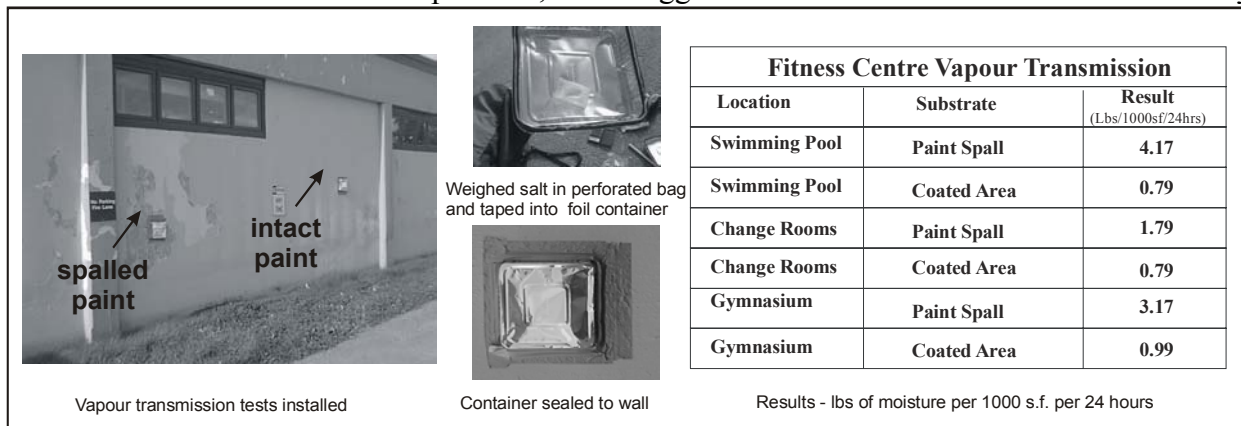 spalled
paint
intact
paint
Vapour transmission tests installed
Weighed salt in perforated bag
and taped into foil container
Container sealed to wall
Fitness Centre Vapour Transmission
Location Substrate Result
(Lbs/1000sf/24hrs)
Swimming Pool Paint Spall 4.17
Swimming Pool Coated Area 0.79
Change Rooms Paint Spall 1.79
Change Rooms Coated Area 0.79
Gymnasium Paint Spall 3.17
Gymnasium Coated Area 0.99
Results - lbs of moisture per 1000 s.f. per 24 hours